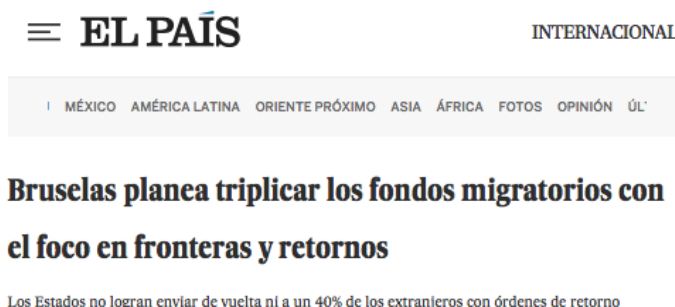 EL PAÍS
INTERNACIONAL
MÉXICO AMÉRICA LATINA ORIENTE PRÓXIMO ASIA ÁFRICA FOTOS OPINIÓN
Bruselas planea triplicar los fondos migratorios con
el foco en fronteras y retornos
Los Estados no logran enviar de vuelta ni a un 40% de los extranjeros con órdenes de retorno